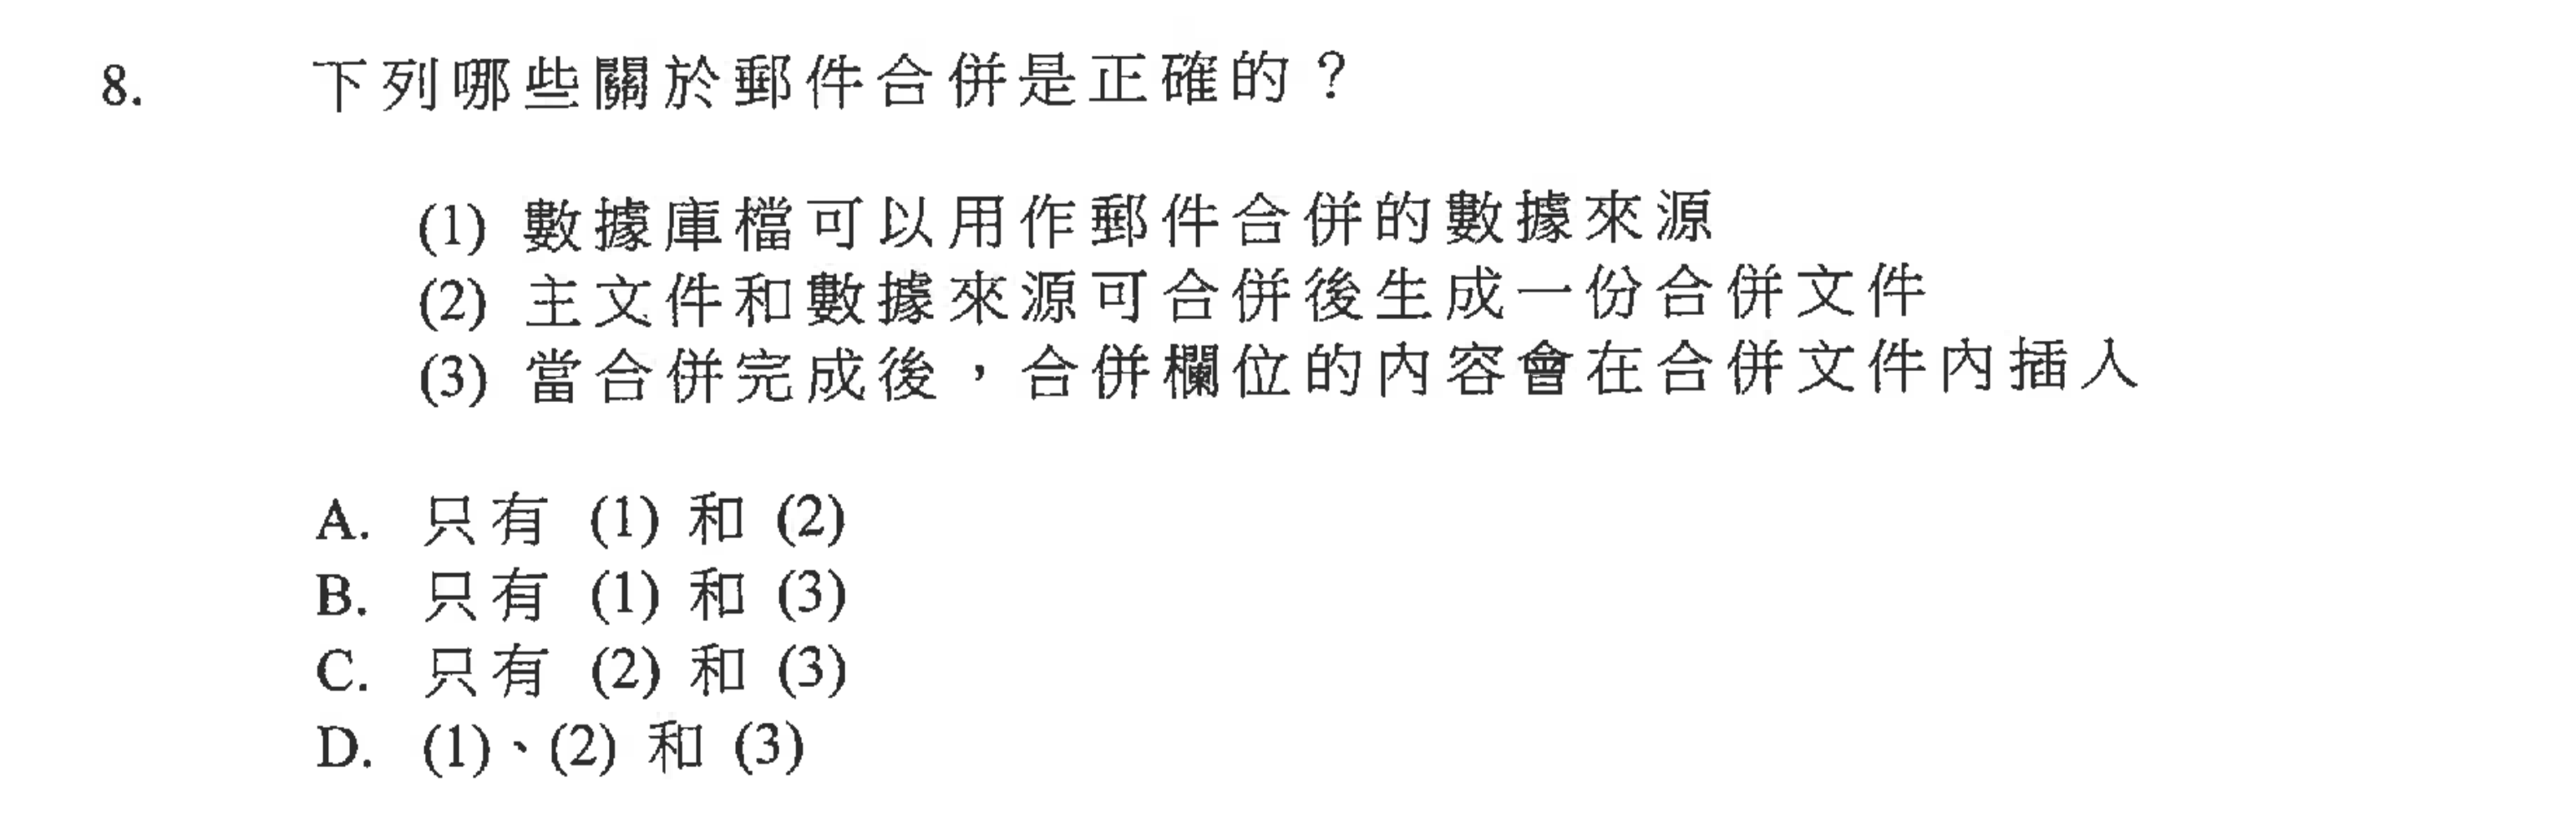 8. 下列哪些關於郵件合併是正確的？
(1) 數據庫檔可以用作郵件合併的數據來源
(2) 主文件和數據來源可合併後生成一份合併文件
(3) 當合併完成後，合併欄位的內容會在合併文件內插入
A. 只有 (1) 和 (2)
B. 只有 (1) 和 (3)
C. 只有 (2) 和 (3)
D. (1)、(2) 和 (3)